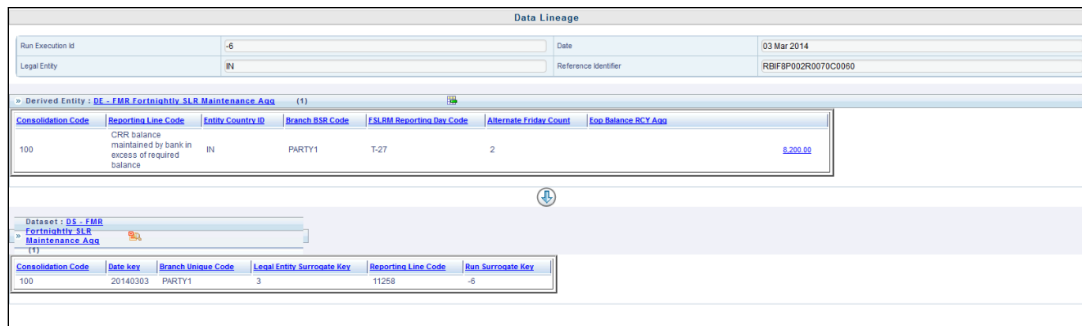 Data Lineage
Run Execution Id -6 Date 03 Mar 2014
Legal Entity IN Reference Identifier RBIF8P002R0070C0060
» Derived Entity : DE - FMR Fortnightly SLR Maintenance Agg (1)
Consolidation Code Reporting Line Code Entity Country ID Branch BSR Code FSLRM Reporting Day Code Alternate Friday Count Eop Balance RCY Agg
CRR balance
maintained by bank in
100 excess of required IN PARTY1 T-27 2 8,200.00
balance
Dataset : DS - FMR
» Fortnightly SLR
Maintenance Agg
(1)
Consolidation Code Date key Branch Unique Code Legal Entity Surrogate Key Reporting Line Code Run Surrogate Key
100 20140303 PARTY1 3 11258 -6